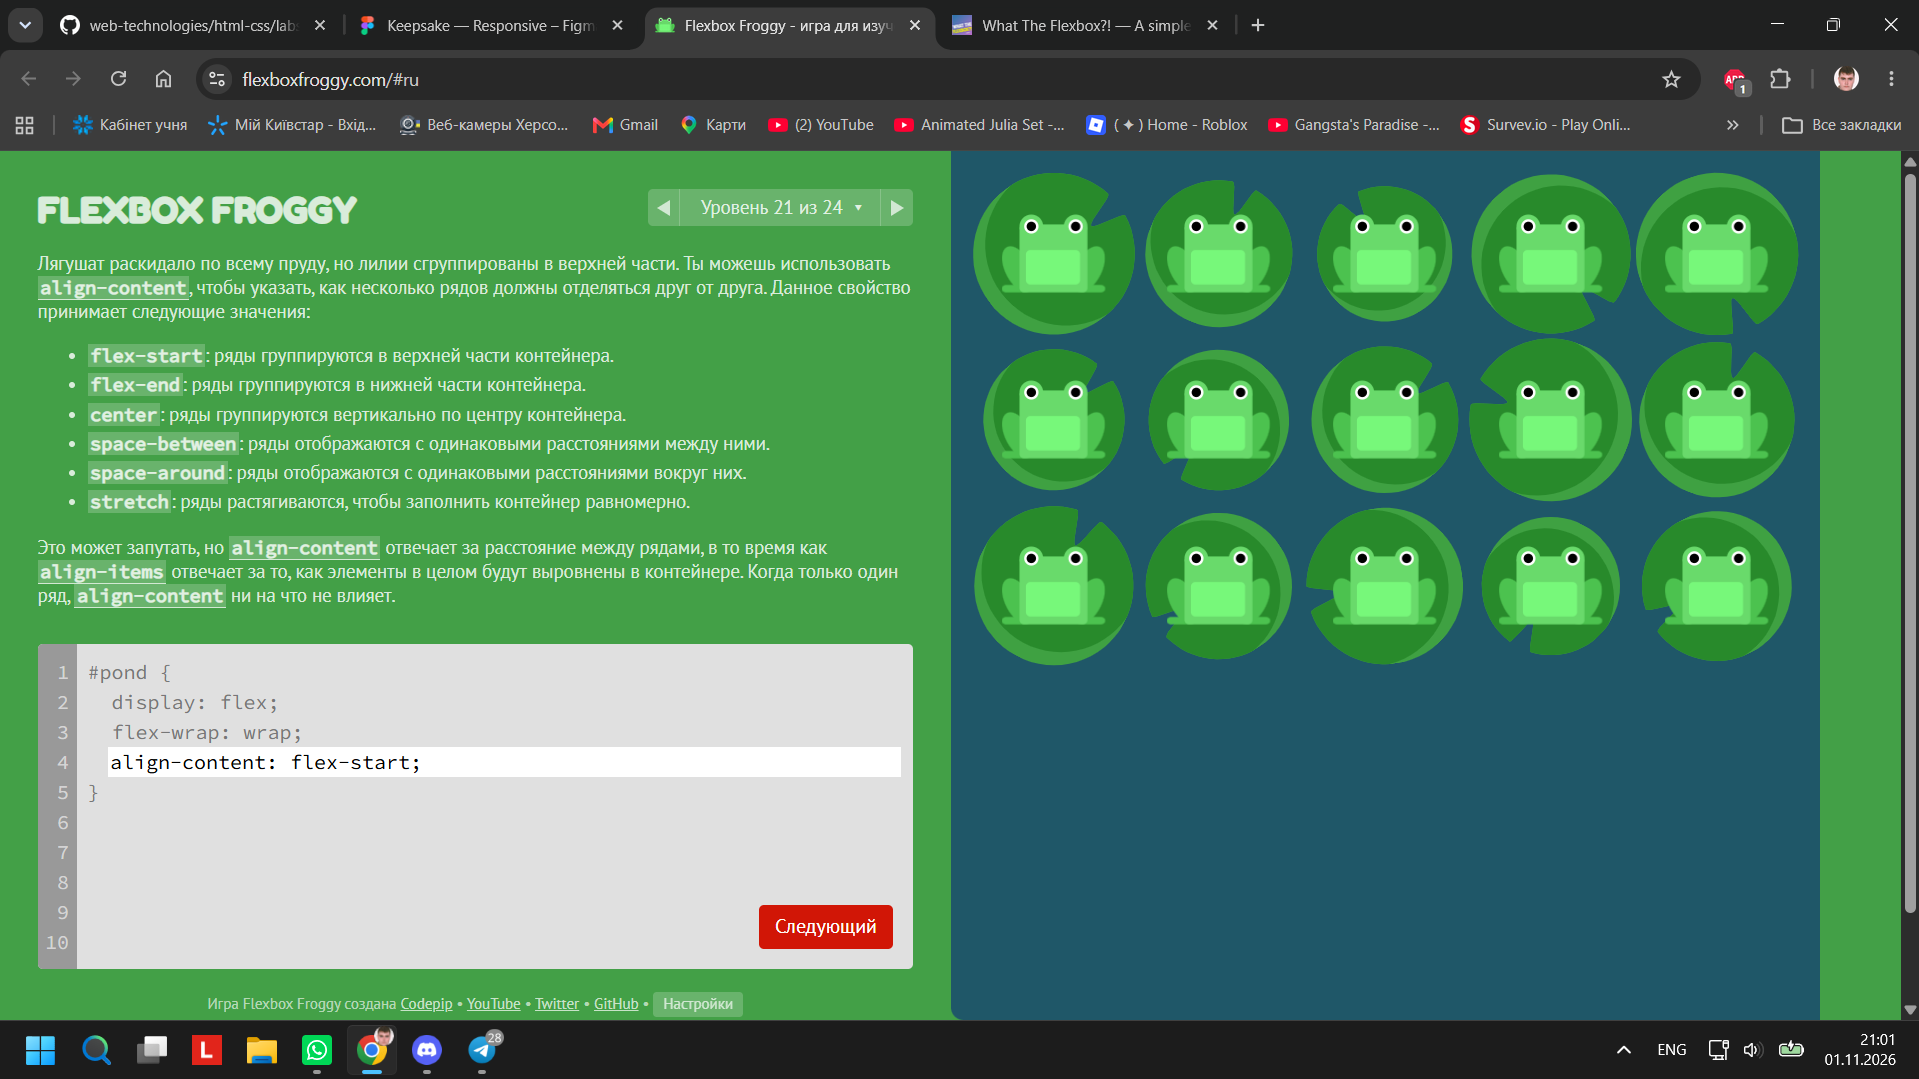 web-technologies/html-css/lab
Keepsake — Responsive – Figm
Flexbox Froggy - игра для изуч
What The Flexbox?! — A simple
flexboxfroggy.com/#ru
1
Кабінет учня
Мій Київстар - Вхід...
Веб-камеры Херсо...
Gmail
Карти
(2) YouTube
Animated Julia Set -...
( ✦ ) Home - Roblox
Gangsta's Paradise -...
Survev.io - Play Onli...
Все закладки
FLEXBOX FROGGY
Уровень 21 из 24
Лягушат раскидало по всему пруду, но лилии сгруппированы в верхней части. Ты можешь использовать
align-content, чтобы указать, как несколько рядов должны отделяться друг от друга. Данное свойство
принимает следующие значения:
• flex-start: ряды группируются в верхней части контейнера.
• flex-end: ряды группируются в нижней части контейнера.
• center: ряды группируются вертикально по центру контейнера.
• space-between: ряды отображаются с одинаковыми расстояниями между ними.
• space-around: ряды отображаются с одинаковыми расстояниями вокруг них.
• stretch: ряды растягиваются, чтобы заполнить контейнер равномерно.
Это может запутать, но align-content отвечает за расстояние между рядами, в то время как
align-items отвечает за то, как элементы в целом будут выровнены в контейнере. Когда только один
ряд, align-content ни на что не влияет.
1 #pond {
2 display: flex;
3 flex-wrap: wrap;
4 align-content: flex-start;
5 }
6
7
8
9
10
Следующий
Игра Flexbox Froggy создана Codepip • YouTube • Twitter • GitHub • Настройки
L
28
ENG
21:01
01.11.2026